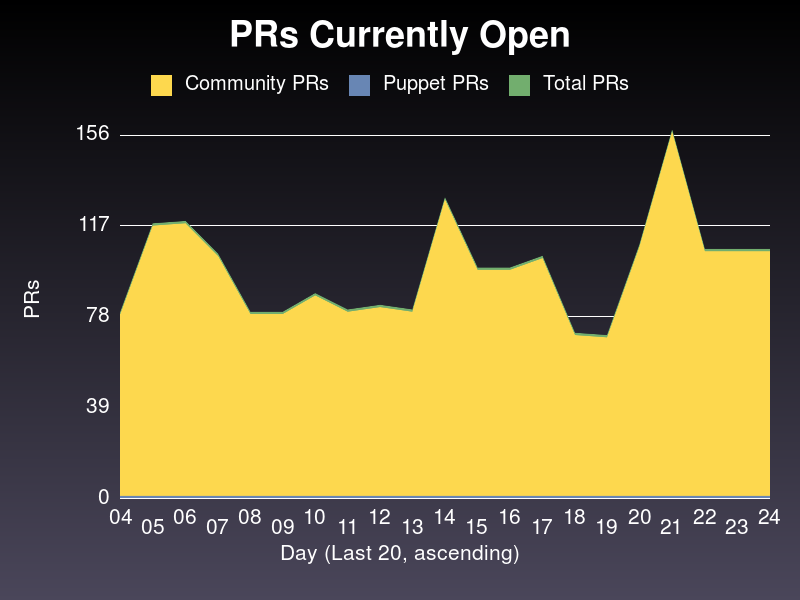 PRs Currently Open
Community PRs Puppet PRs Total PRs
156
117
78
39
0
PRs
04 05 06 07 08 09 10 11 12 13 14 15 16 17 18 19 20 21 22 23 24
Day (Last 20, ascending)